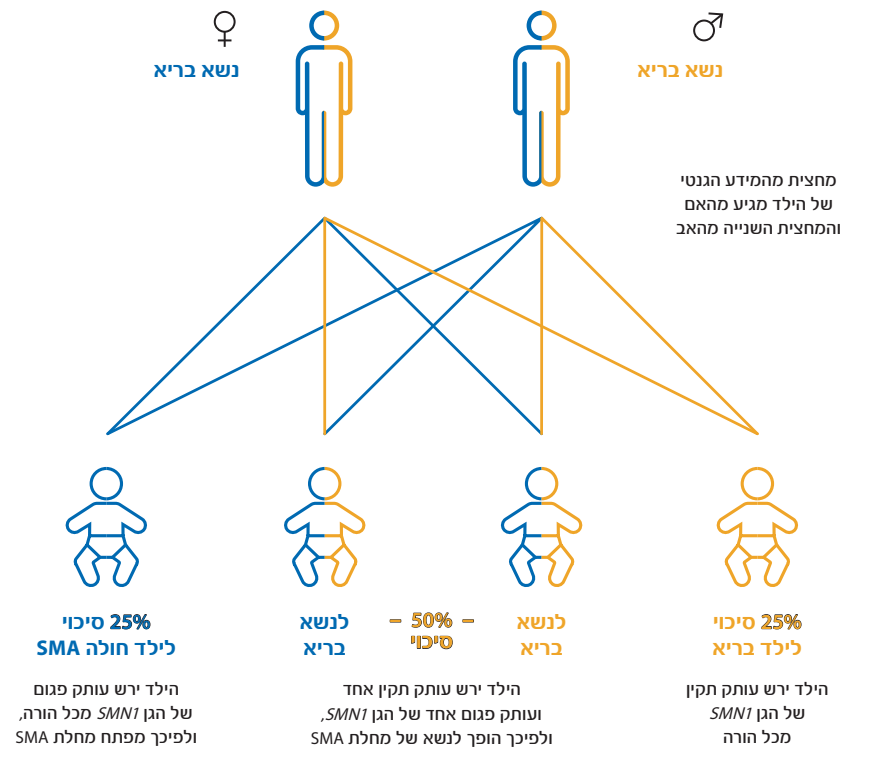 ♀
♂
נשא בריא
נשא בריא
מחצית מהמידע הגנטי
של הילד מגיע מהאם
והמחצית השנייה מהאב
25% סיכוי
לילד בריא
הילד ירש עותק תקין
של הגן SMN1
מכל הורה
לנשא
בריא
– 50% –
סיכוי
לנשא
בריא
הילד ירש עותק תקין אחד
ועותק פגום אחד של הגן SMN1,
ולפיכך הופך לנשא של מחלת SMA
25% סיכוי
לילד חולה SMA
הילד ירש עותק פגום
של הגן SMN1 מכל הורה,
ולפיכך מפתח מחלת SMA